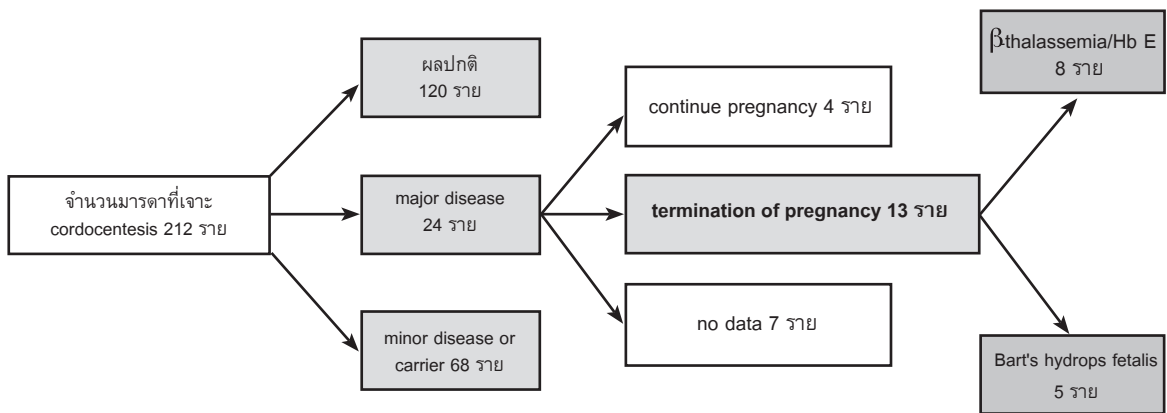 จำนวนมารดาที่เจาะ
cordocentesis 212 ราย
ผลปกติ
120 ราย
major disease
24 ราย
minor disease or
carrier 68 ราย
continue pregnancy 4 ราย
termination of pregnancy 13 ราย
no data 7 ราย
βthalassemia/Hb E
8 ราย
Bart's hydrops fetalis
5 ราย